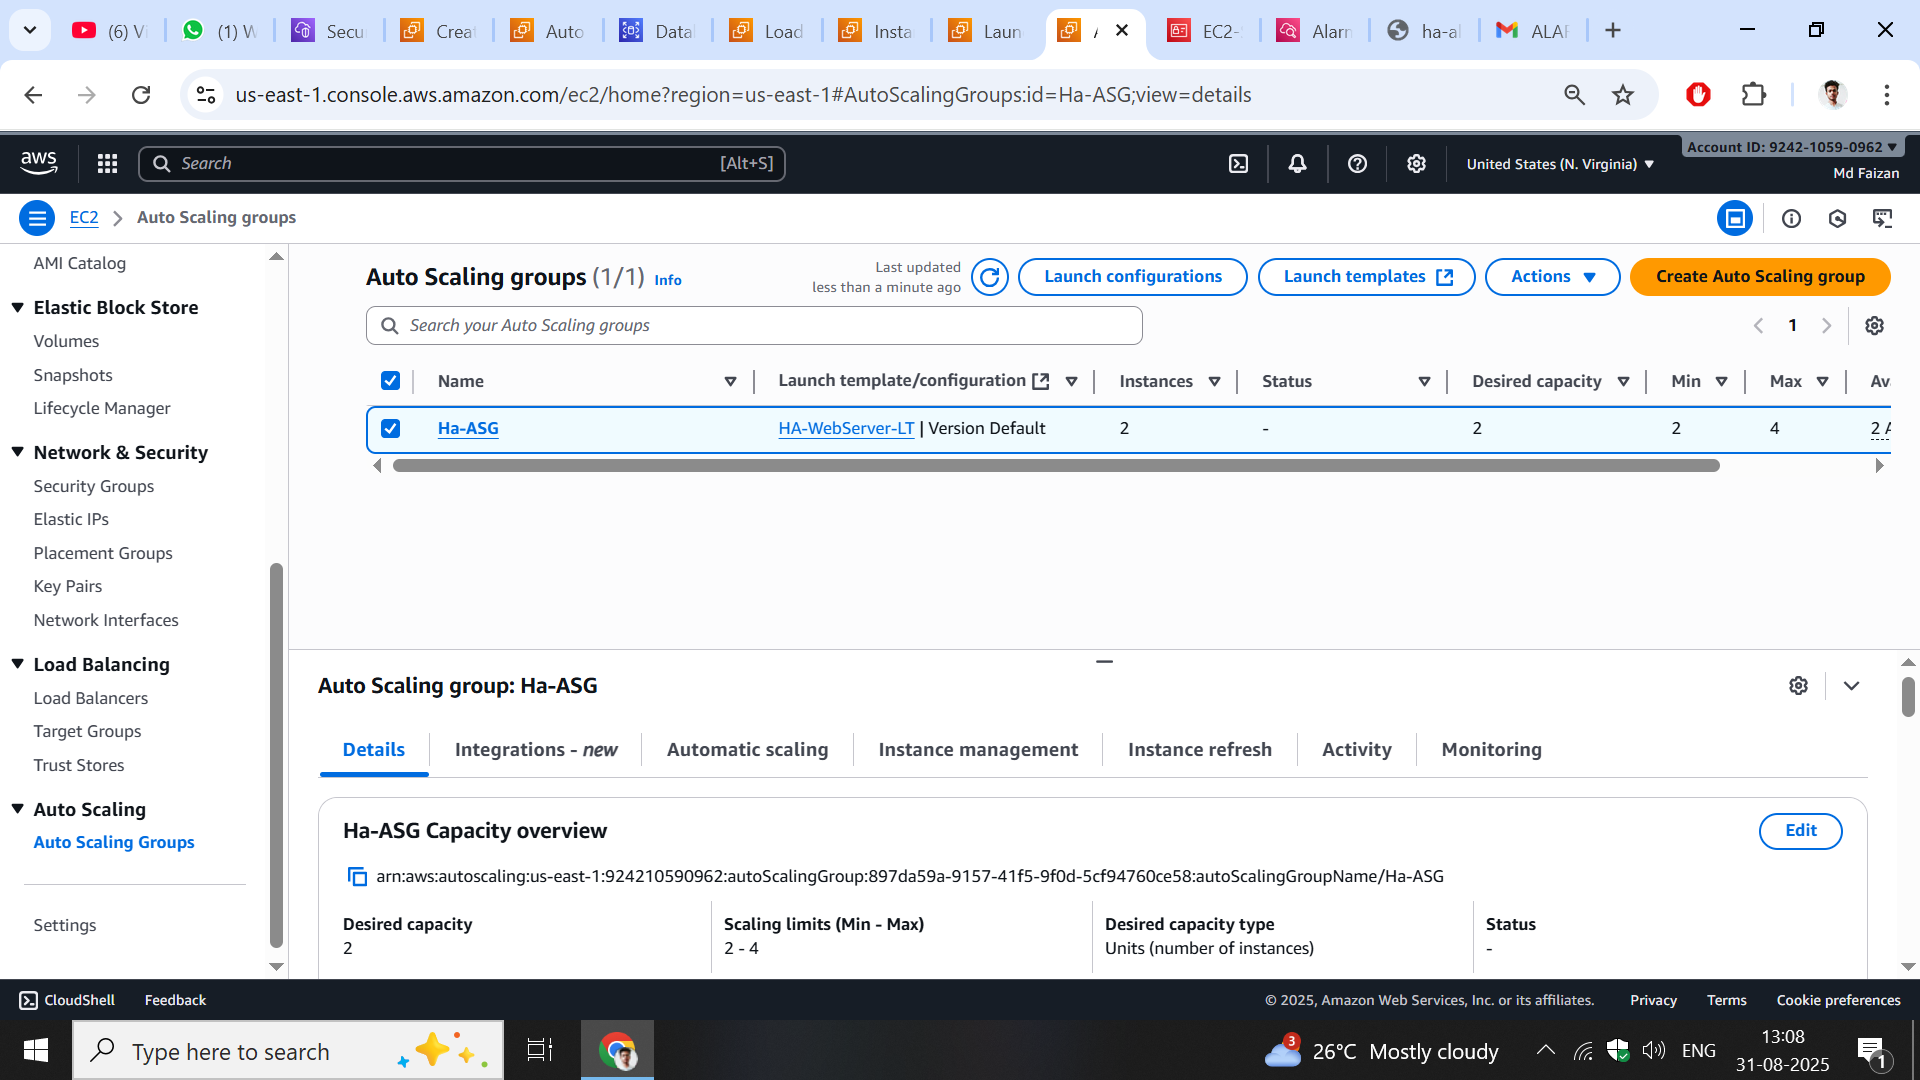 (6) Vi
(1) W
Secu
Creat
Auto
Datab
Load
Insta
Laun
A
EC2-
Alarm
ha-al
ALAR
us-east-1.console.aws.amazon.com/ec2/home?region=us-east-1#AutoScalingGroups:id=Ha-ASG;view=details
aws
Search
[Alt+S]
United States (N. Virginia)
Account ID: 9242-1059-0962
Md Faizan
EC2
Auto Scaling groups
AMI Catalog
Elastic Block Store
Volumes
Snapshots
Lifecycle Manager
Network & Security
Security Groups
Elastic IPs
Placement Groups
Key Pairs
Network Interfaces
Load Balancing
Load Balancers
Target Groups
Trust Stores
Auto Scaling
Auto Scaling Groups
Settings
Auto Scaling groups (1/1) Info
Last updated
less than a minute ago
Launch configurations
Launch templates
Actions
Create Auto Scaling group
Search your Auto Scaling groups
1
Name
Launch template/configuration
Instances
Status
Desired capacity
Min
Max
Av
Ha-ASG
HA-WebServer-LT | Version Default
2
-
2
2
4
2 A
Auto Scaling group: Ha-ASG
Details
Integrations - new
Automatic scaling
Instance management
Instance refresh
Activity
Monitoring
Ha-ASG Capacity overview
Edit
arn:aws:autoscaling:us-east-1:924210590962:autoScalingGroup:897da59a-9157-41f5-9f0d-5cf94760ce58:autoScalingGroupName/Ha-ASG
Desired capacity
2
Scaling limits (Min - Max)
2 - 4
Desired capacity type
Units (number of instances)
Status
-
CloudShell
Feedback
© 2025, Amazon Web Services, Inc. or its affiliates.
Privacy
Terms
Cookie preferences
Type here to search
3
26°C Mostly cloudy
ENG
13:08
31-08-2025
1